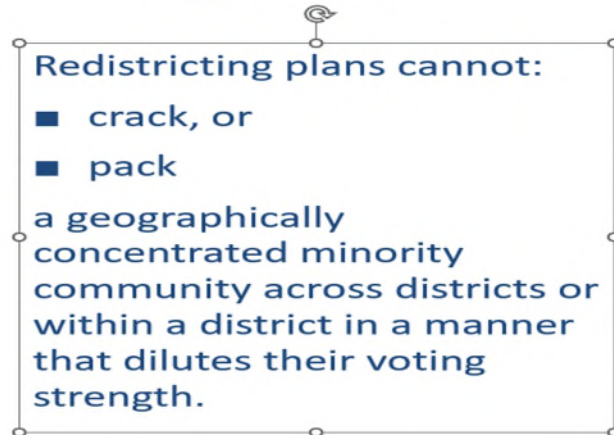 Redistricting plans cannot:
■ crack, or
■ pack
a geographically
concentrated minority
community across districts or
within a district in a manner
that dilutes their voting
strength.